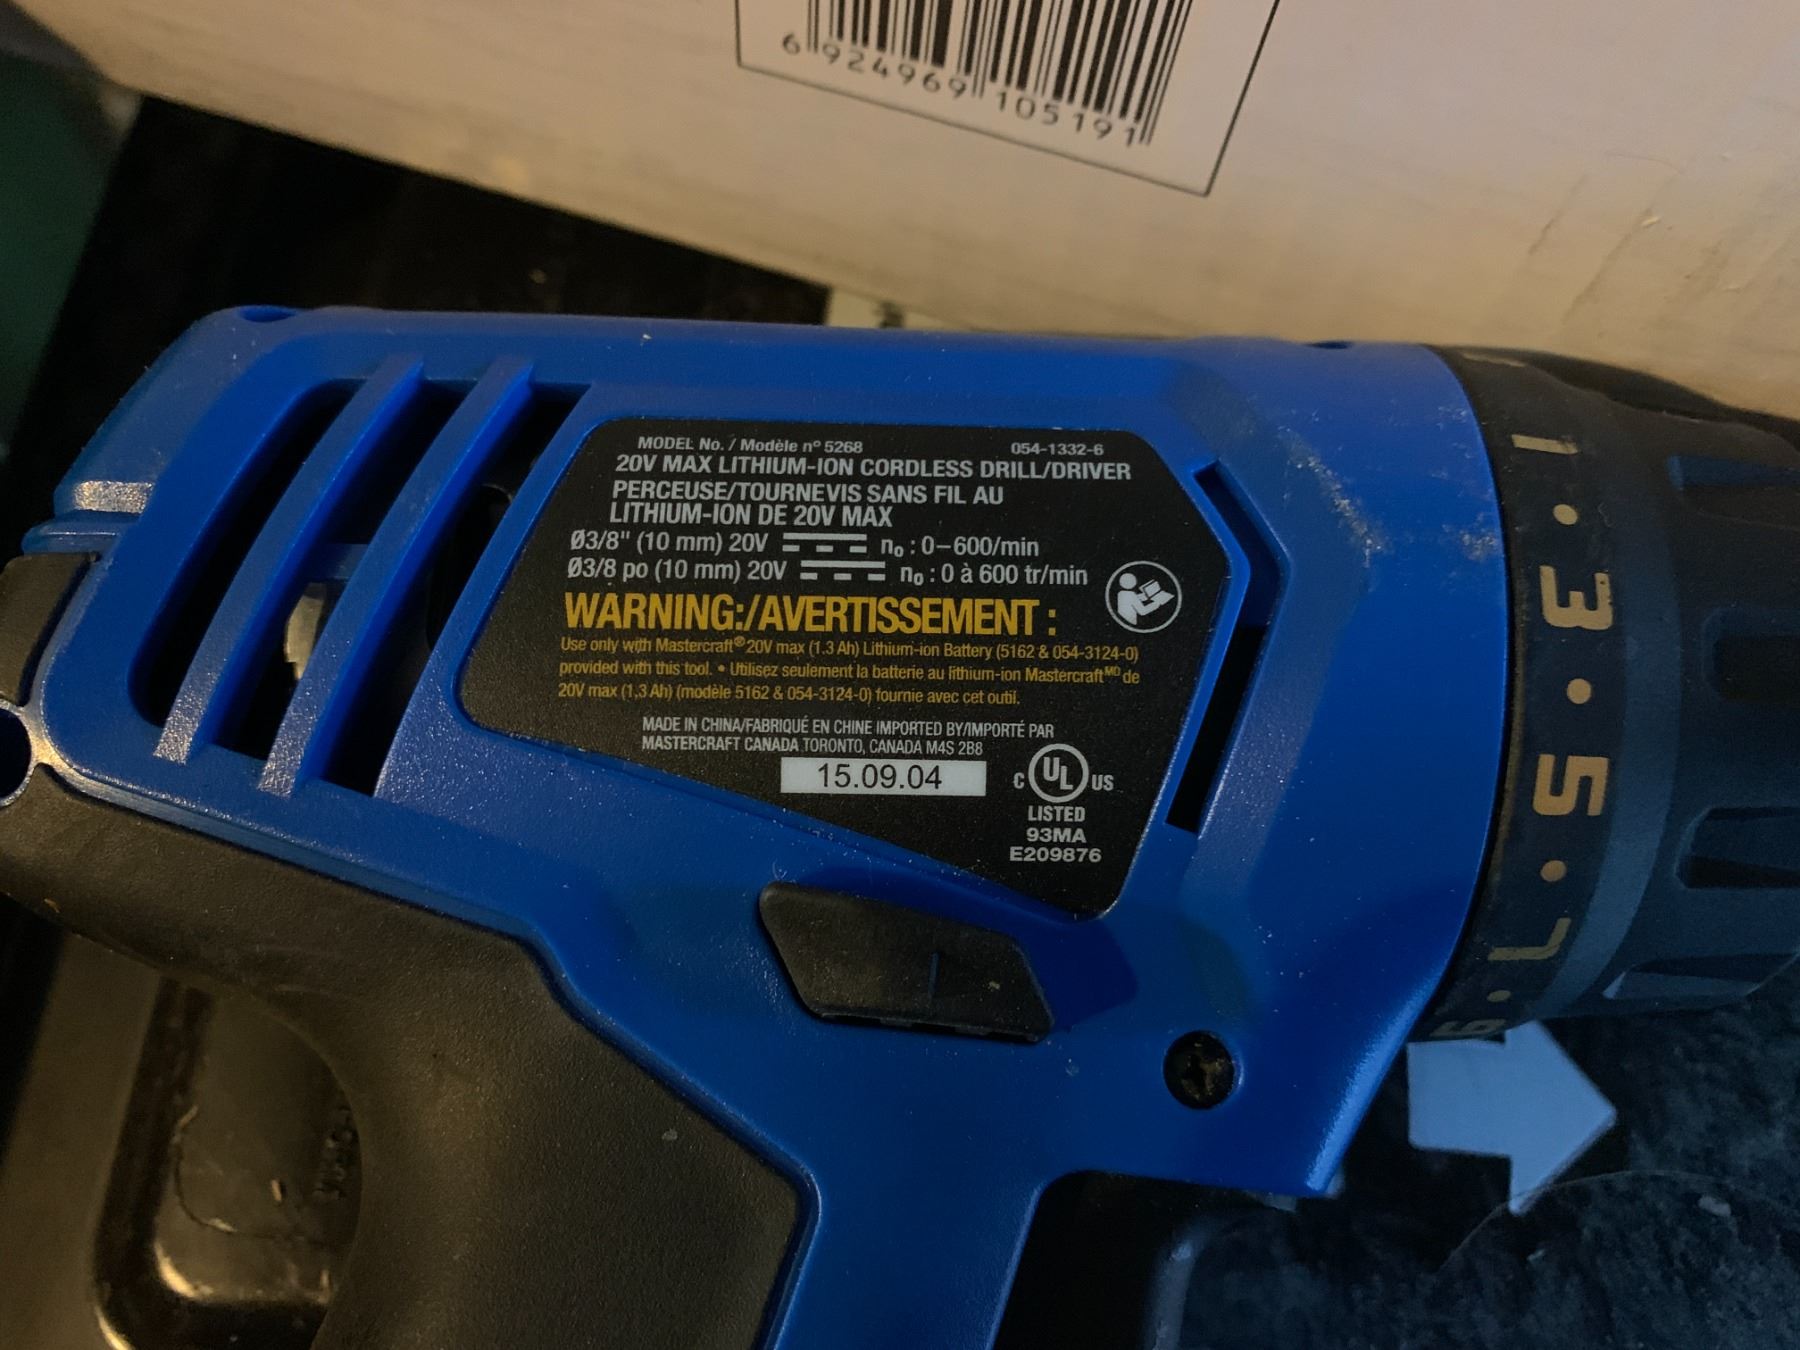 6 924969 105191
MODEL No. / Modèle nº 5268 054-1332-6
20V MAX LITHIUM-ION CORDLESS DRILL/DRIVER
PERCEUSE/TOURNEVIS SANS FIL AU
LITHIUM-ION DE 20V MAX
Ø3/8" (10 mm) 20V ⎓ n₀ : 0–600/min
Ø3/8 po (10 mm) 20V ⎓ n₀ : 0 à 600 tr/min
WARNING:/AVERTISSEMENT :
Use only with Mastercraft® 20V max (1.3 Ah) Lithium-ion Battery (5162 & 054-3124-0)
provided with this tool. • Utilisez seulement la batterie au lithium-ion Mastercraft MD de
20V max (1,3 Ah) (modèle 5162 & 054-3124-0) fournie avec cet outil.
MADE IN CHINA/FABRIQUÉ EN CHINE IMPORTED BY/IMPORTÉ PAR
MASTERCRAFT CANADA TORONTO, CANADA M4S 2B8
15.09.04
C UL US
LISTED
93MA
E209876
1
•
3
•
5
•
7
•
9